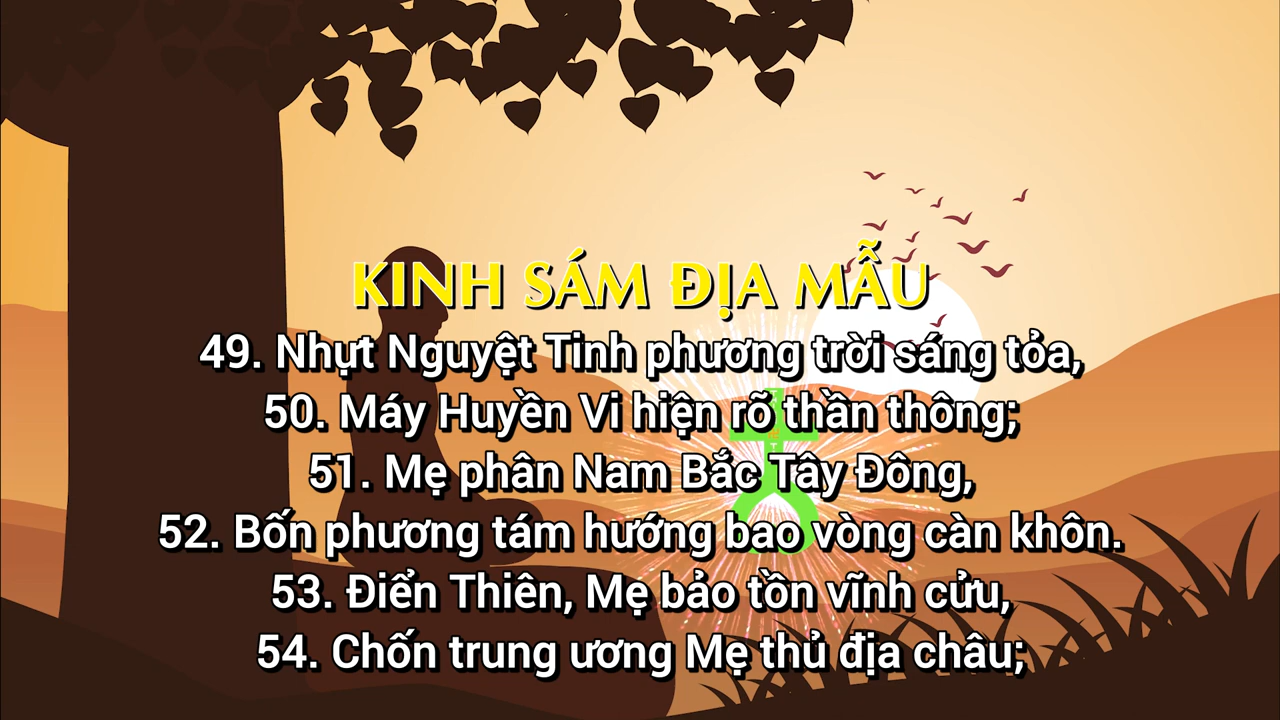 KINH SÁM ĐỊA MẪU
49. Nhựt Nguyệt Tinh phương trời sáng tỏa,
50. Máy Huyền Vi hiện rõ thần thông;
51. Mẹ phân Nam Bắc Tây Đông,
52. Bốn phương tám hướng bao vòng càn khôn.
53. Điển Thiên, Mẹ bảo tồn vĩnh cửu,
54. Chốn trung ương Mẹ thủ địa châu;